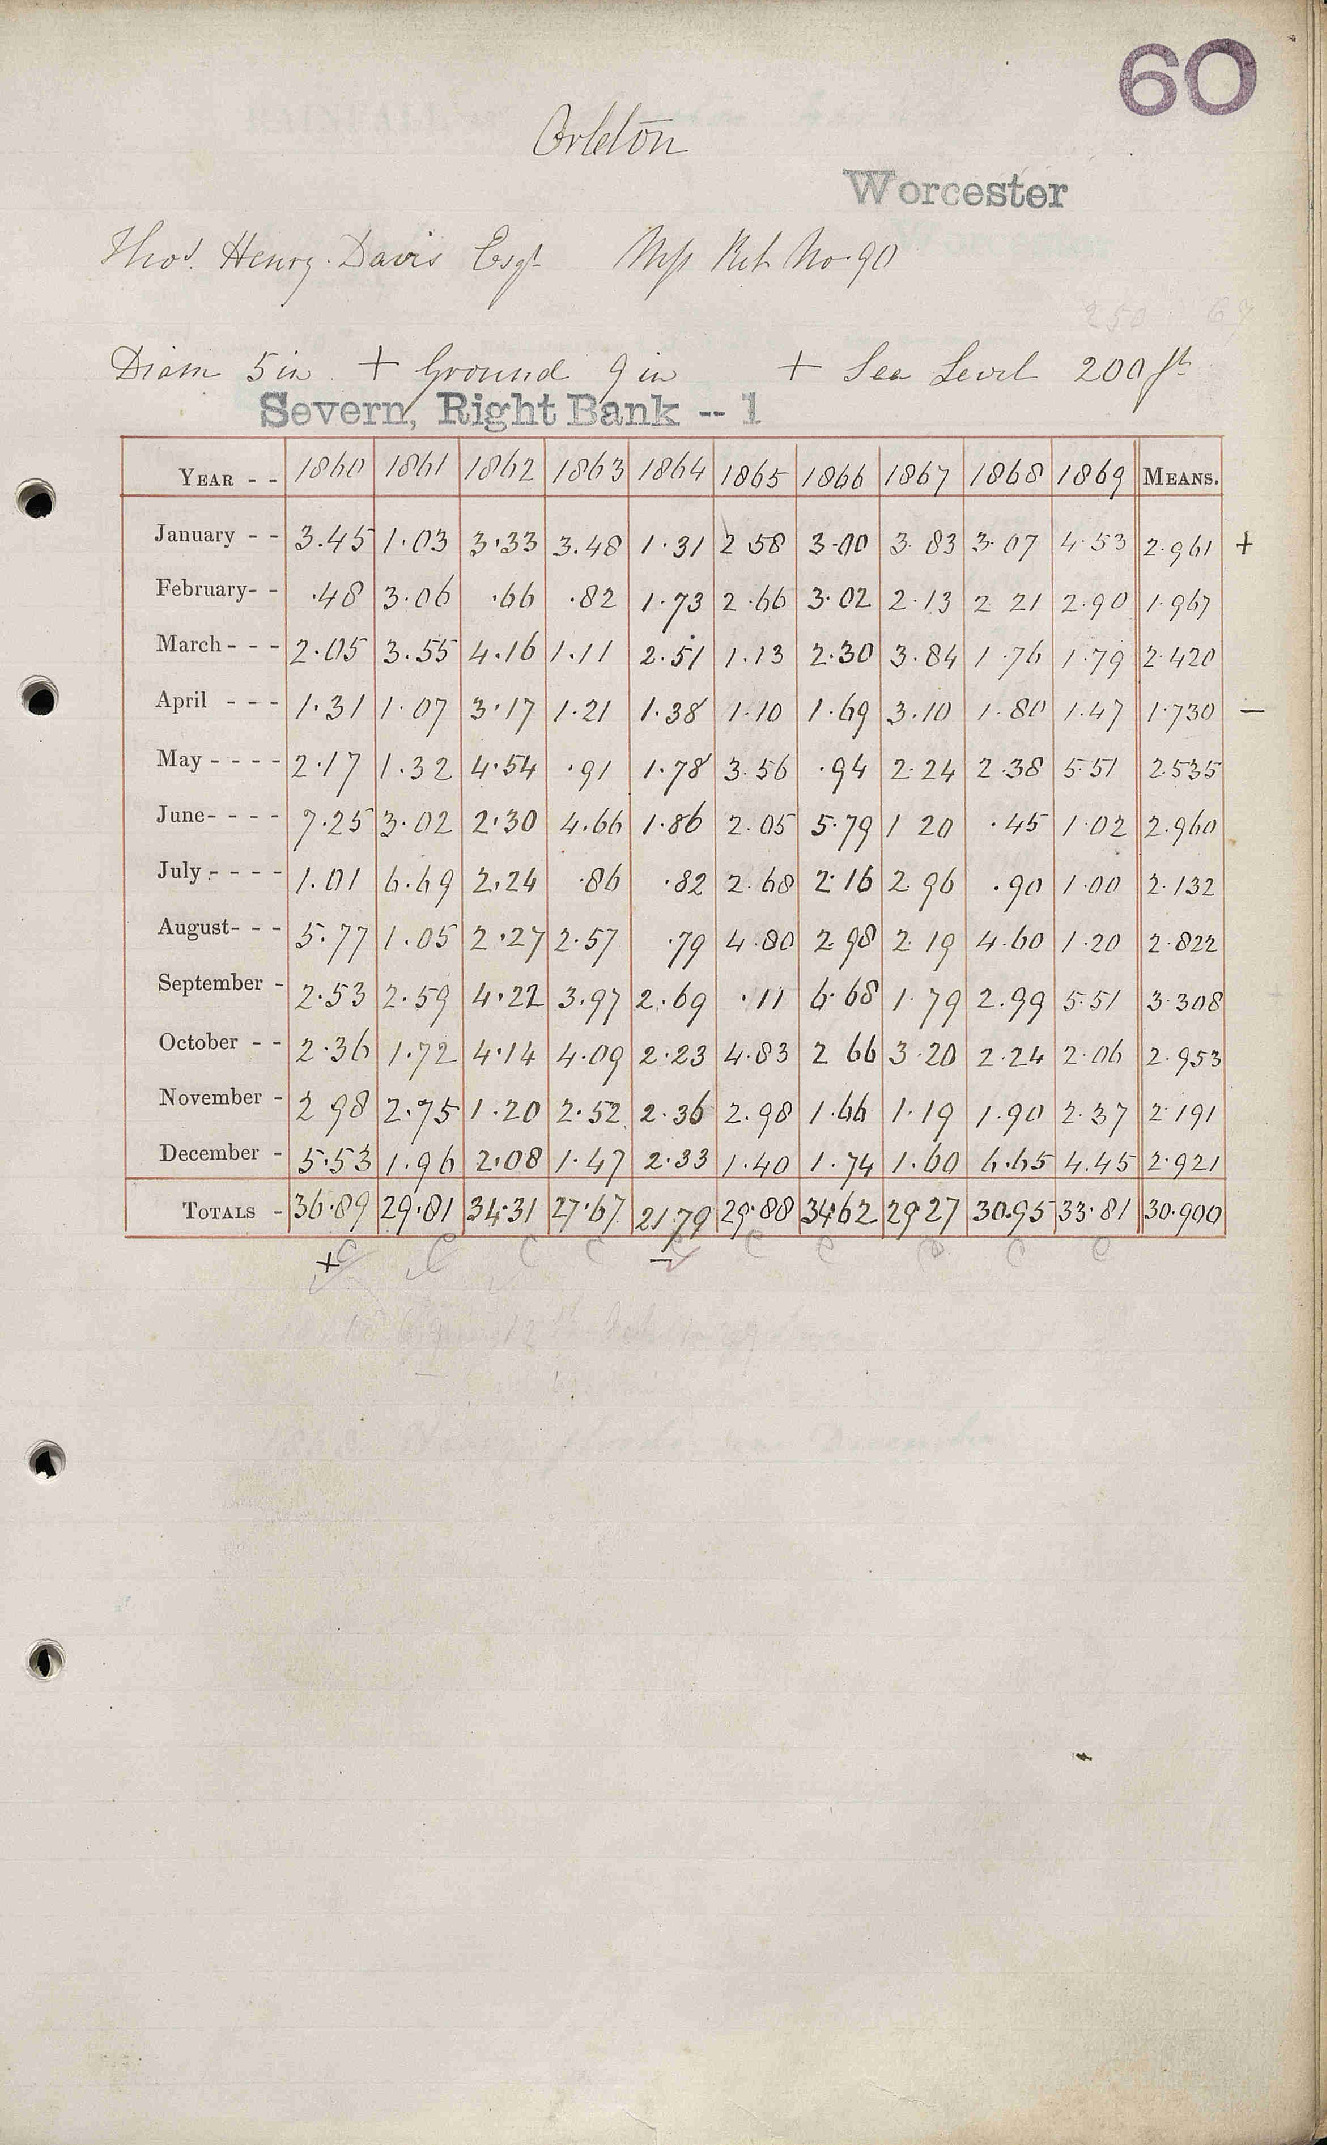 60
Orleton
Worcester
Thos. Henry Davis Esqr Mss Ret No. 90
Diam 5 in + Ground 9 in + Sea Level 200 ft
Severn, Right Bank -- 1
YEAR - - 1860 1861 1862 1863 1864 1865 1866 1867 1868 1869 MEANS.
January - - 3.45 1.03 3.33 3.48 1.31 2 58 3.00 3.83 3.07 4.53 2.961 +
February- - .48 3.06 .66 .82 1.73 2.66 3.02 2.13 2 21 2.90 1.967
March - - - 2.05 3.55 4.16 1.11 2.51 1.13 2.30 3.84 1.76 1.79 2.420
April - - - 1.31 1.07 3.17 1.21 1.38 1.10 1.69 3.10 1.80 1.47 1.730 —
May - - - - 2.17 1.32 4.54 .91 1.78 3.56 .94 2.24 2.38 5.51 2.535
June- - - - 7.25 3.02 2.30 4.66 1.86 2.05 5.79 1 20 .45 1.02 2.960
July - - - - 1.01 6.69 2.24 .86 .82 2.68 2.16 2 96 .90 1.00 2.132
August- - - 5.77 1.05 2.27 2.57 .79 4.80 2.98 2.19 4.60 1.20 2.822
September - 2.53 2.59 4.22 3.97 2.69 .11 6.68 1.79 2.99 5.51 3.308
October - - 2.36 1.72 4.14 4.09 2.23 4.83 2 66 3.20 2.24 2.06 2.953
November - 2 98 2.75 1.20 2.52 2.36 2.98 1.66 1.19 1.90 2.37 2.191
December - 5.53 1.96 2.08 1.47 2.33 1.40 1.74 1.60 6.65 4.45 2.921
TOTALS - 36.89 29.81 34.31 27.67 21.79 29.88 34.62 29.27 30.95 33.81 30.900
+ —